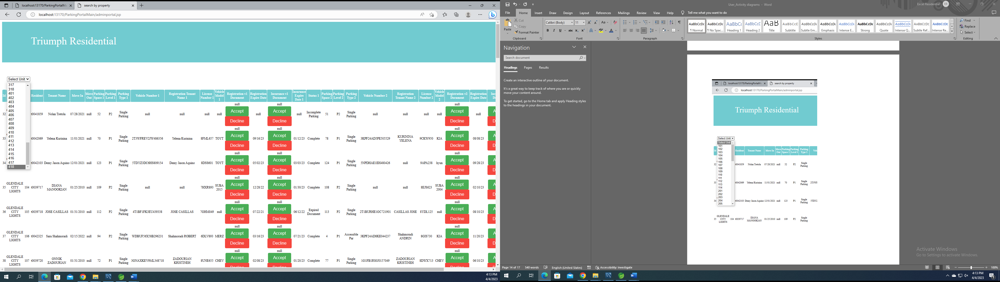 localhost:13170/ParkingPortalMa
search by property
localhost:13170/ParkingPortalMain/adminportal.jsp
Triumph Residential
Select Unit
317
318
401
402
403
404
405
406
407
408
409
410
411
412
413
414
415
416
417
418
Id Resident Tenant Name Move In Move Out Parking Space 1 Parking Level 1 Parking Type 1 Vehicle Number 1 Registration Tenant Name 1 License Number 1 Vehicle Model 1 Registration v1 Document Registration Expire Date Insurance v1 Document Insurance Expire Date 1 Status 1 Parking Space 2 Parking Level 2 Parking Type 2 Vehicle Number 2 Registration Tenant Name 2 License Number 2 Vehicle Model 2 Registration v2 Document Registration Expire Date
32 t0041859 Nolan Tretola 07/28/2021 null 52 P2 Single Parking null null null null null Accept Decline null null Accept Decline null Incomplete Parking 51 P2 Single Parking null null null null null Accept Decline null A D
33 t0042069 Yelena Kurinina 11/01/2021 null 70 P1 Single Parking 2T3WFREV2JW486356 Yelena Kurinina 8FML657 TOYT null Accept Decline 09/16/23 null Accept Decline 01/12/23 Complete 78 P1 Single Parking 3KPF24AD5PE505529 KURININA YELENA 9CKW950 KIA null Accept Decline 08/08/23 A D
34 t0042103 Demy Jason Aquino 12/01/2021 null 123 P1 Single Parking 5TDYZ3DC6HS809154 Demy Jason Aquino 8DSS601 TOYT null Accept Decline 05/02/23 null Accept Decline 03/03/23 Complete 124 P1 Single Parking 5NPDHAE1EH480426 null 9APA238 hyun null Accept Decline 09/28/23 A D
35 GLENDALE CITY LIGHTS 104 t0039717 DIANA MANOOKIAN 01/25/2010 null 109 P2 Single Parking null null 7HXR893 SUBA 2015 null Accept Decline 12/28/22 null Accept Decline 01/30/23 Complete 108 P2 Single Parking null null 8EJS623 SUBA 2004 null Accept Decline 02/10/23 A D
36 GLENDALE CITY LIGHTS 105 t0039718 JOSE CASILLAS 01/31/2010 null 112 P2 Single Parking 4T1BF1FK3EU439338 JOSE CASILLAS 7GHM049 null null Accept Decline 07/22/21 null Accept Decline 06/12/22 Expired Document 113 P2 Single Parking 2T1BURHE1GC721901 CASILLAS JOSE 8YDL125 null null Accept Decline 08/10/23 A D
37 GLENDALE CITY LIGHTS 106 t0042325 Sara Shahmoradi 02/15/2022 null 94 P2 Single Parking WDBUF56X58B296231 Shahmoradi ROBERT 6DLV893 MERZ null Accept Decline 03/16/23 null Accept Decline 07/21/23 Complete 4 P1 Accessible Par 3KPF24AD8KE044237 Shahmoradi ANDRIN 8GIS730 KIA null Accept Decline 11/20/23 A D
38 GLENDALE CITY LIGHTS 107 t0039720 ONNIK ZADOURIAN 01/31/2010 null 72 P1 Single Parking 3GNAXKEV9ML348718 ZADOURIAN KRISTINEH 8UNE655 CHEV null Accept 02/08/23 null Accept 01/20/23 Complete 77 P1 Single Parking 1G1FB1RS0J0157049 ZADOURIAN KRISTINEH 8DWX713 CHEV null Accept 06/10/23 A
4:13 PM
4/4/2023
User_Activity diagrams - Word
Excel Residential ER
File Home Insert Draw Design Layout References Mailings Review View Help Tell me what you want to do
Paste Cut Copy Format Painter
Calibri (Body) 11
AaBbCcDc AaBbCcDc AaBbCc AaBbCcC AaB AaBbCcC AaBbCcDc AaBbCcDc AaBbCcDc AaBbCcDc AaBbCcDc AaBbCcDc AABBCCDC AABBCCDC
¶ Normal ¶ No Spac... Heading 1 Heading 2 Title Subtitle Subtle Em... Emphasis Intense E... Strong Quote Intense Q... Subtle Ref... Intense Re...
Find
Replace
Select
Clipboard Font Paragraph Styles Editing
Navigation
Search document
Headings Pages Results
Create an interactive outline of your document.
It's a great way to keep track of where you are or quickly
move your content around.
To get started, go to the Home tab and apply Heading styles
to the headings in your document.
localhost:13170/ParkingPortalMa
search by property
localhost:13170/ParkingPortalMain/adminportal.jsp
Triumph Residential
Select Unit
Select Unit
101
102
103
104
105
106
107
108
109
110
111
112
113
114
201
202
203
204
205
Id Resident Tenant Name Move In Move Out Parking Space 1 Parking Level 1 Parking Type 1 Veh
32 t0041859 Nolan Tretola 07/28/2021 null 52 P2 Single Parking
33 t0042069 Yelena Kurinina 11/01/2021 null 70 P1 Single Parking 2T3WF
34 t0042103 Demy Jason Aquino 12/01/2021 null 123 P1 Single Parking 5TDYZ
35 GLENDALE CITY LIGHTS 104 t0039717 DIANA MANOOKIAN 01/25/2010 null 109 P2 Single Parking
Activate Windows
Go to Settings to activate Windows.
Page 14 of 17 540 words English (United States) Accessibility: Investigate 100%
4:13 PM
4/4/2023